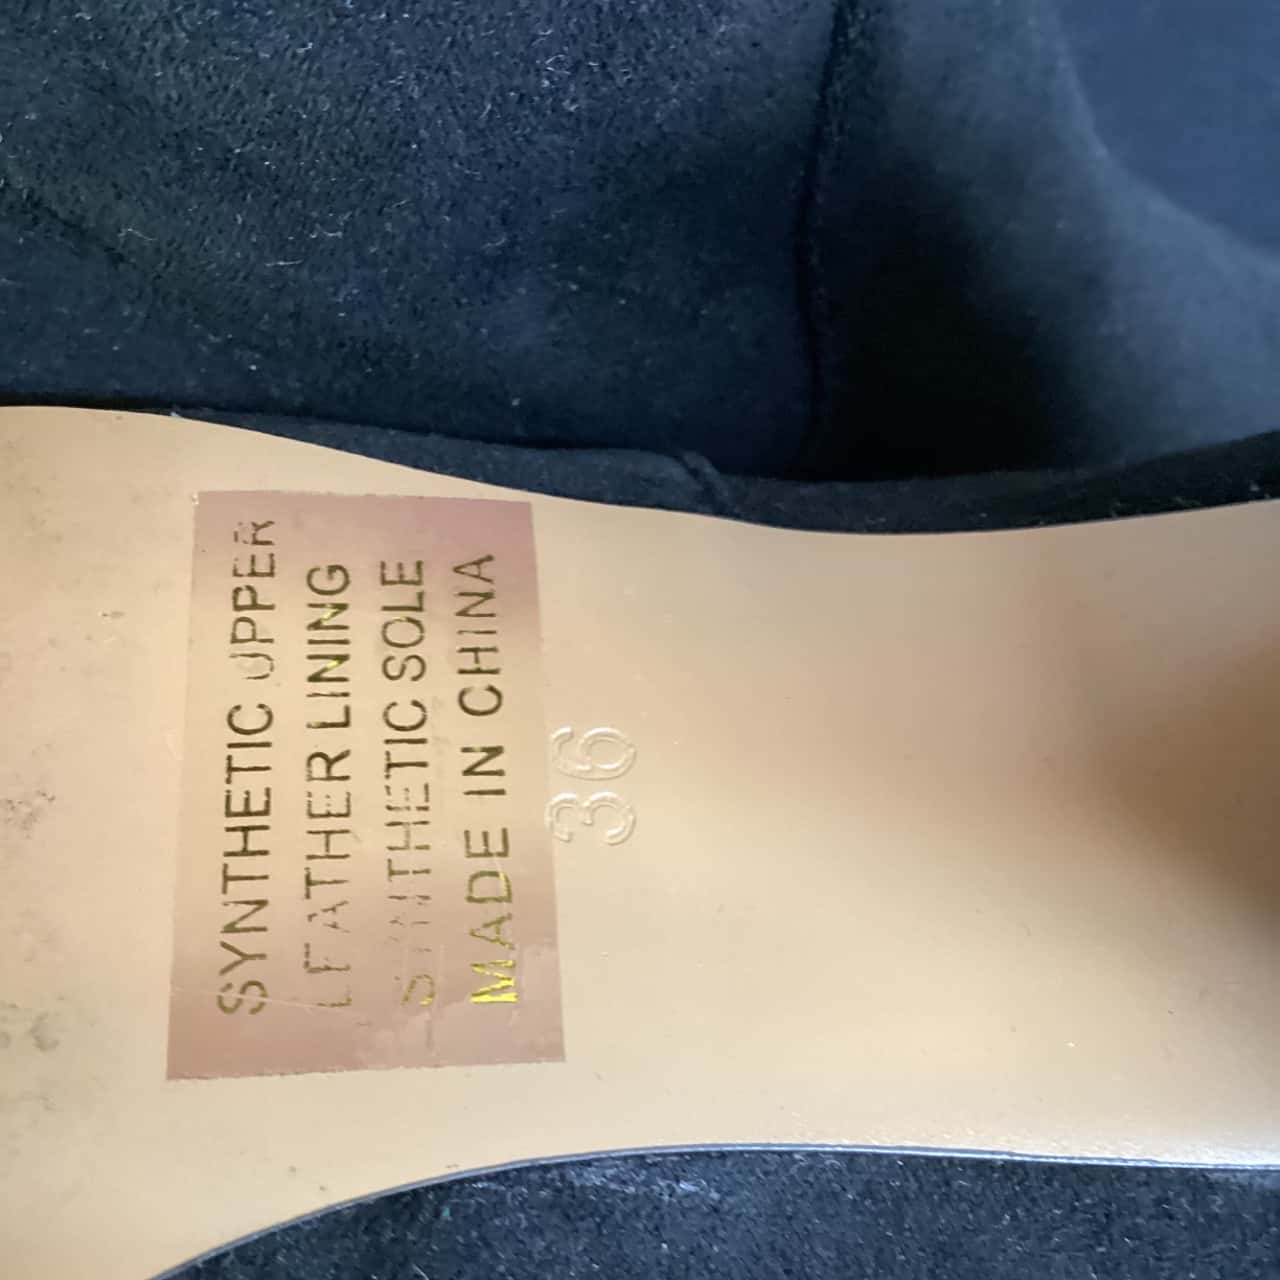 SYNTHETIC UPPER
LEATHER LINING
SYNTHETIC SOLE
MADE IN CHINA
36